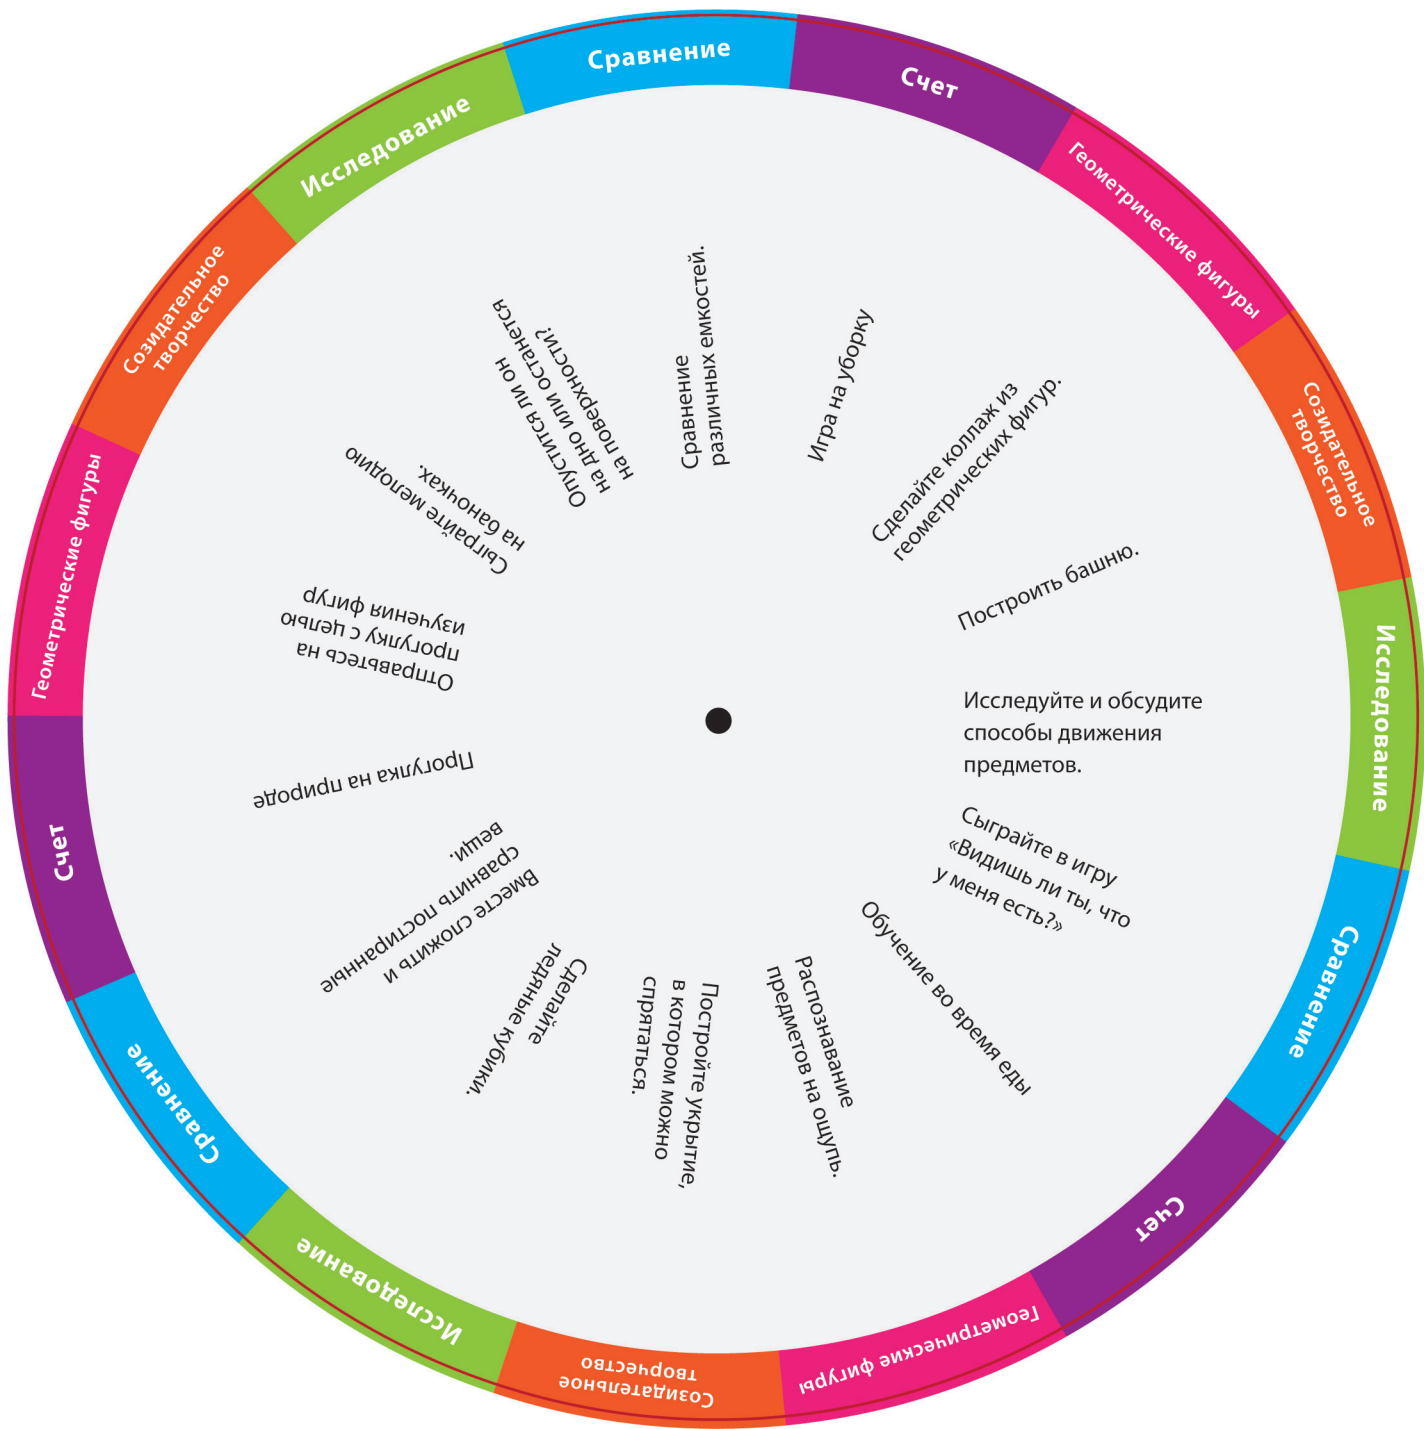 Сравнение
Счет
Геометрические фигуры
Созидательное
творчество
Исследование
Сравнение
Счет
Геометрические фигуры
Созидательное
творчество
Исследование
Сравнение
Счет
Геометрические фигуры
Созидательное
творчество
Исследование
Сравнение
различных емкостей.
Игра на уборку
Сделайте коллаж из
геометрических фигур.
Построить башню.
Исследуйте и обсудите
способы движения
предметов.
Сыграйте в игру
«Видишь ли ты, что
у меня есть?»
Обучение во время еды
Распознавание
предметов на ощупь.
Постройте укрытие,
в котором можно
спрятаться.
Сделайте
ледяные кубики.
Вместе сложить и
сравнить постиранные
вещи.
Прогулка на природе
Отправьтесь на
прогулку с целью
изучения фигур
Сыграйте мелодию
на баночках.
Опустится ли он
на дно или останется
на поверхности?